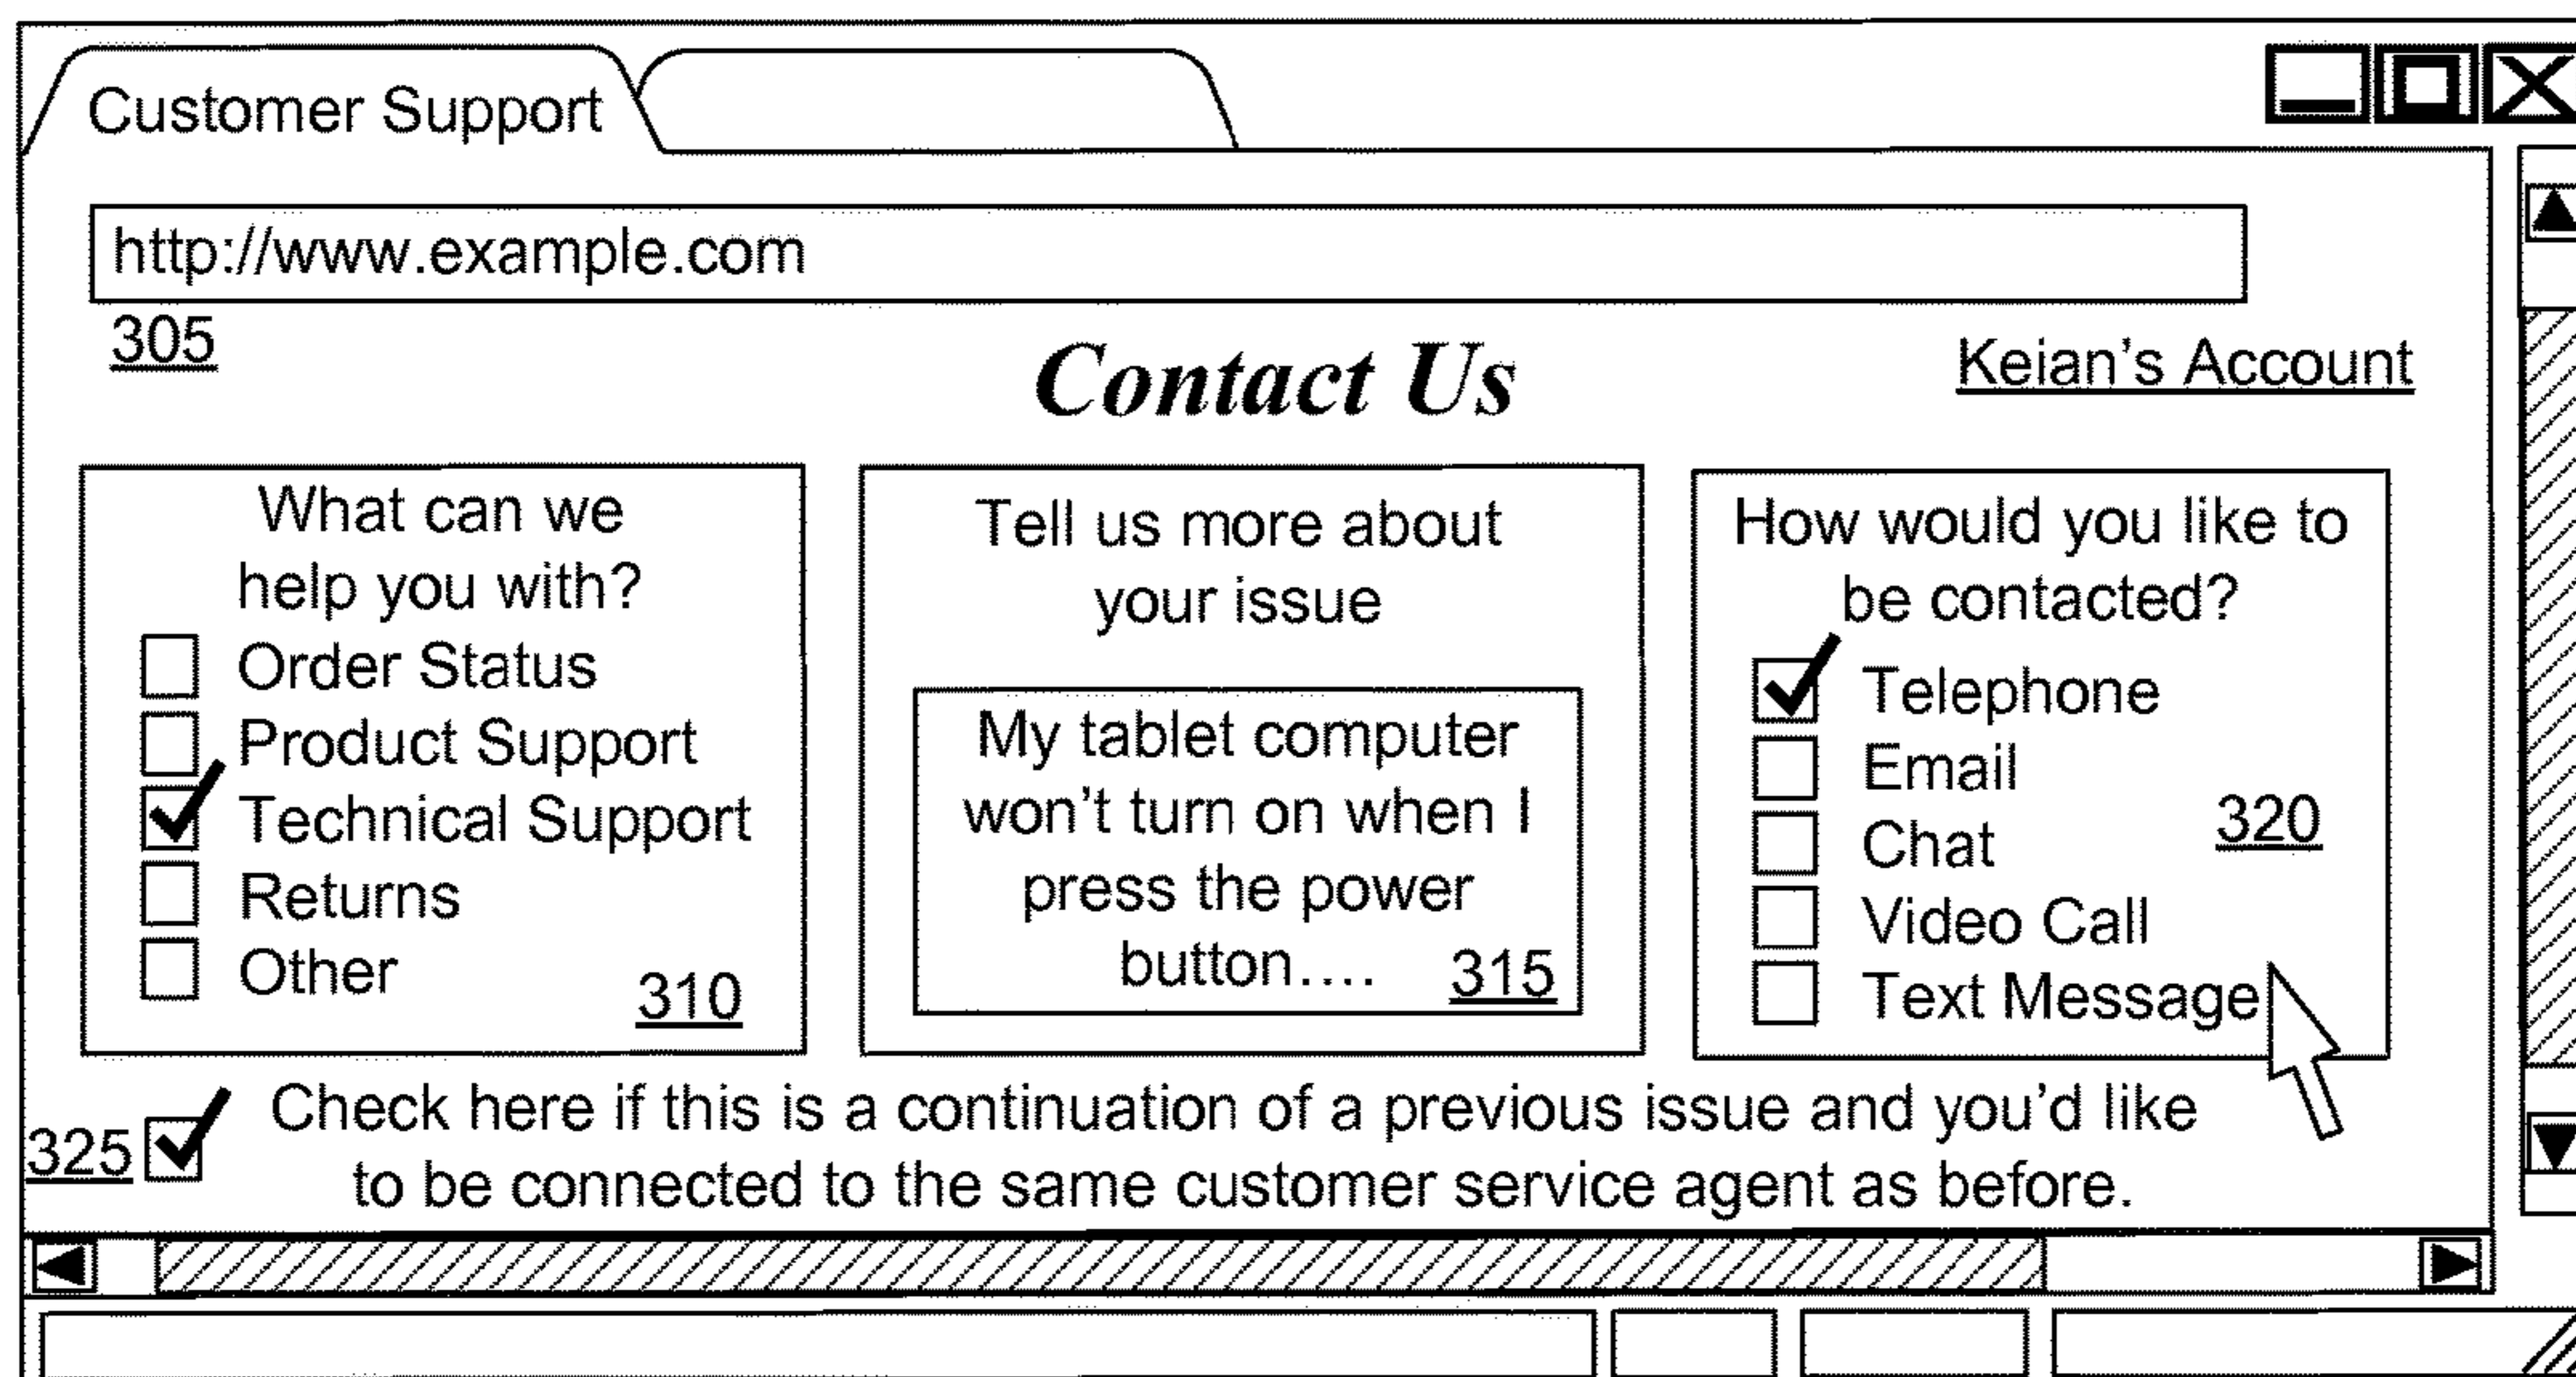 Customer Support
http://www.example.com
305
Contact Us
Keian's Account
What can we
help you with?
Order Status
Product Support
Technical Support
Returns
Other
310
Tell us more about
your issue
My tablet computer
won't turn on when I
press the power
button....
315
How would you like to
be contacted?
Telephone
Email
Chat
320
Video Call
Text Message
325
Check here if this is a continuation of a previous issue and you'd like
to be connected to the same customer service agent as before.